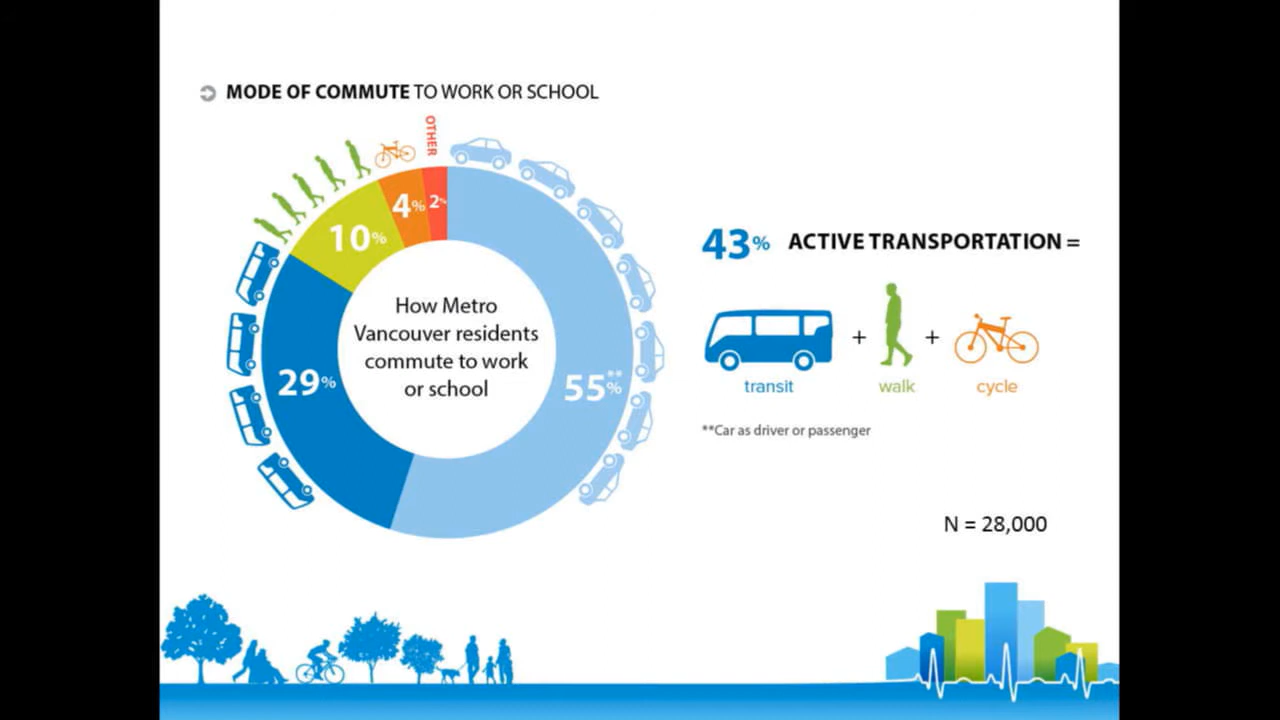 MODE OF COMMUTE TO WORK OR SCHOOL
OTHER
10%
4%
2%
29%
55%**
How Metro
Vancouver residents
commute to work
or school
43% ACTIVE TRANSPORTATION =
+ +
transit walk cycle
**Car as driver or passenger
N = 28,000